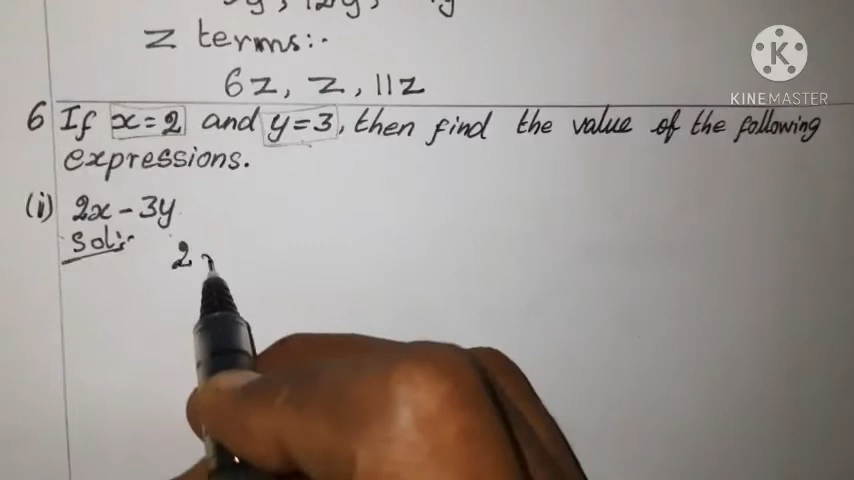 z terms:-
K
6z, z, 11z
KINEMASTER
6 If x=2 and y=3, then find the value of the following
expressions.
(i) 2x - 3y
Sol:-
2